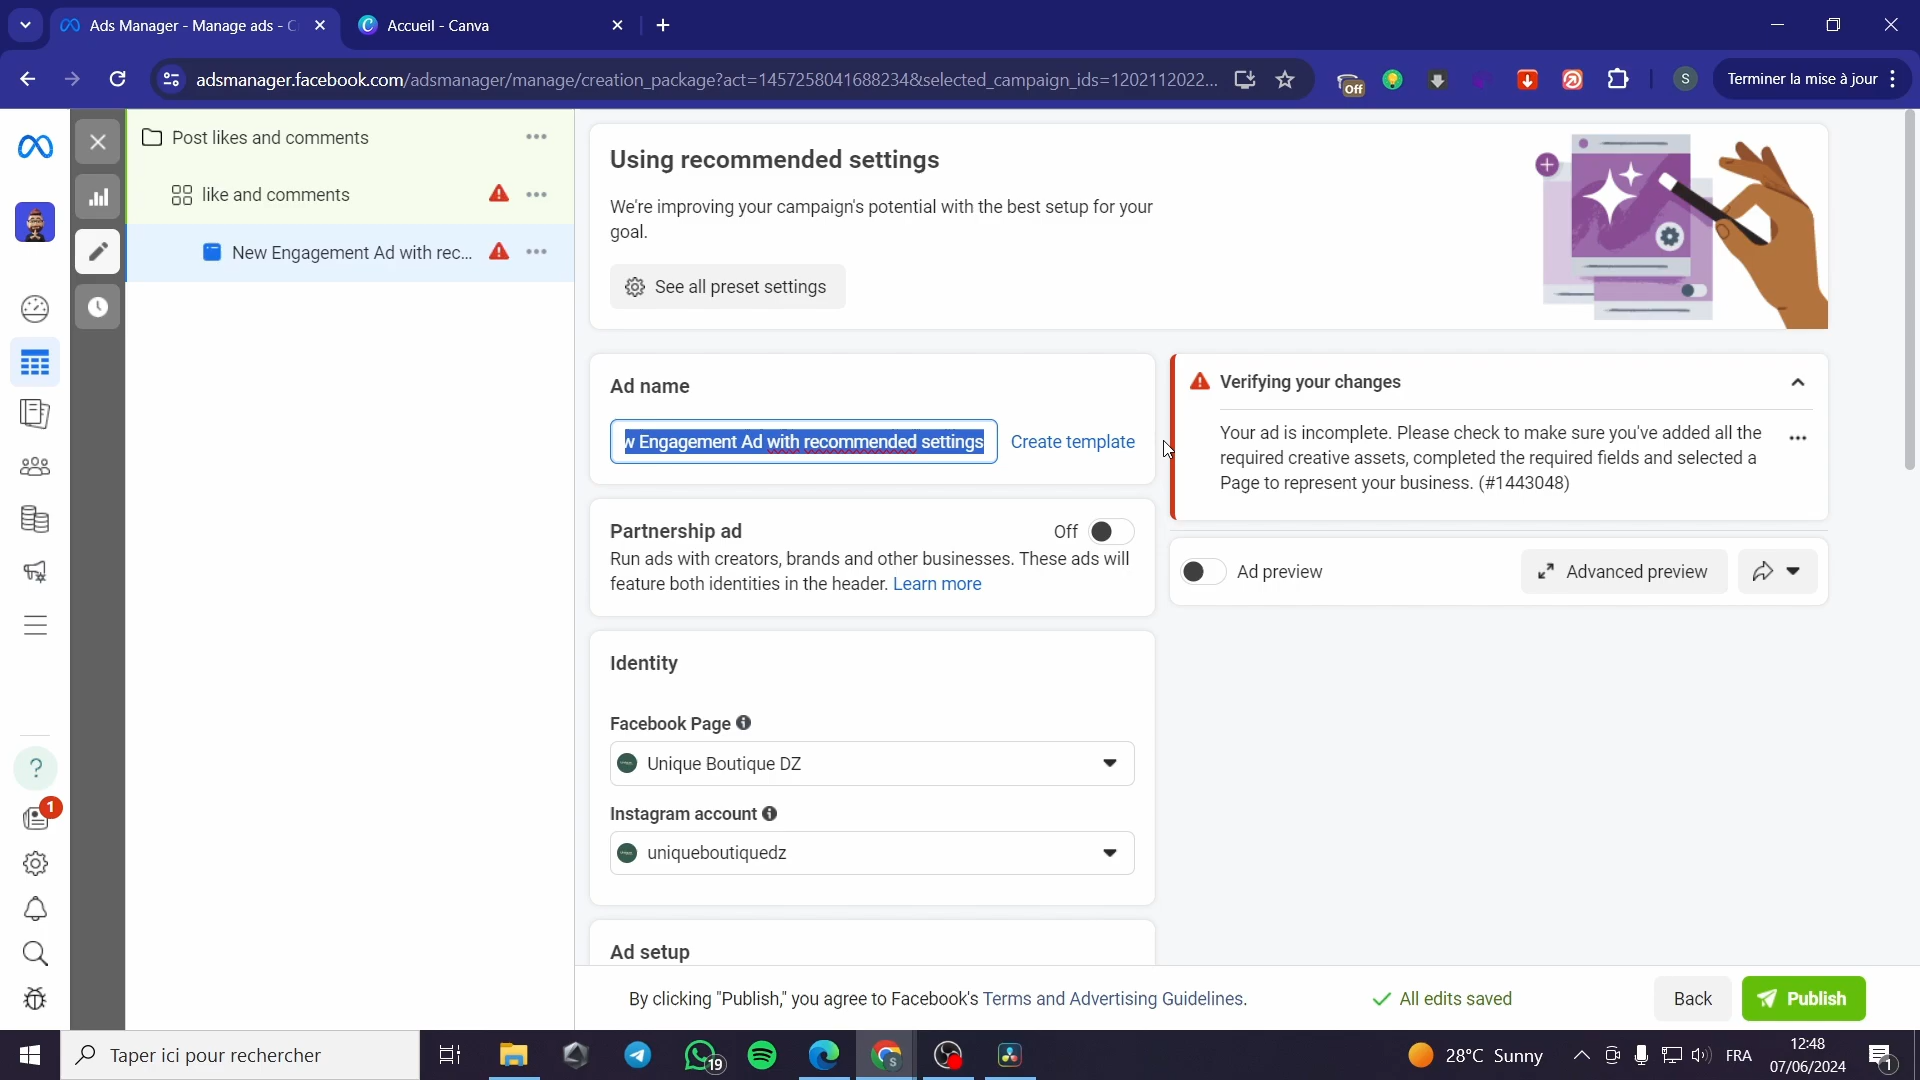 Ads Manager - Manage ads - C
Accueil - Canva
adsmanager.facebook.com/adsmanager/manage/creation_package?act=1457258041688234&selected_campaign_ids=1202112022...
Off
S
Terminer la mise à jour
Post likes and comments
like and comments
New Engagement Ad with rec...
Using recommended settings
We're improving your campaign's potential with the best setup for your
goal.
See all preset settings
Ad name
w Engagement Ad with recommended settings
Create template
Verifying your changes
Your ad is incomplete. Please check to make sure you've added all the
required creative assets, completed the required fields and selected a
Page to represent your business. (#1443048)
Partnership ad
Off
Run ads with creators, brands and other businesses. These ads will
feature both identities in the header. Learn more
Ad preview
Advanced preview
Identity
Facebook Page
Unique Boutique DZ
Instagram account
uniqueboutiquedz
Ad setup
?
1
By clicking "Publish," you agree to Facebook's Terms and Advertising Guidelines.
All edits saved
Back
Publish
Taper ici pour rechercher
19
S
28°C Sunny
FRA
12:48
07/06/2024
1